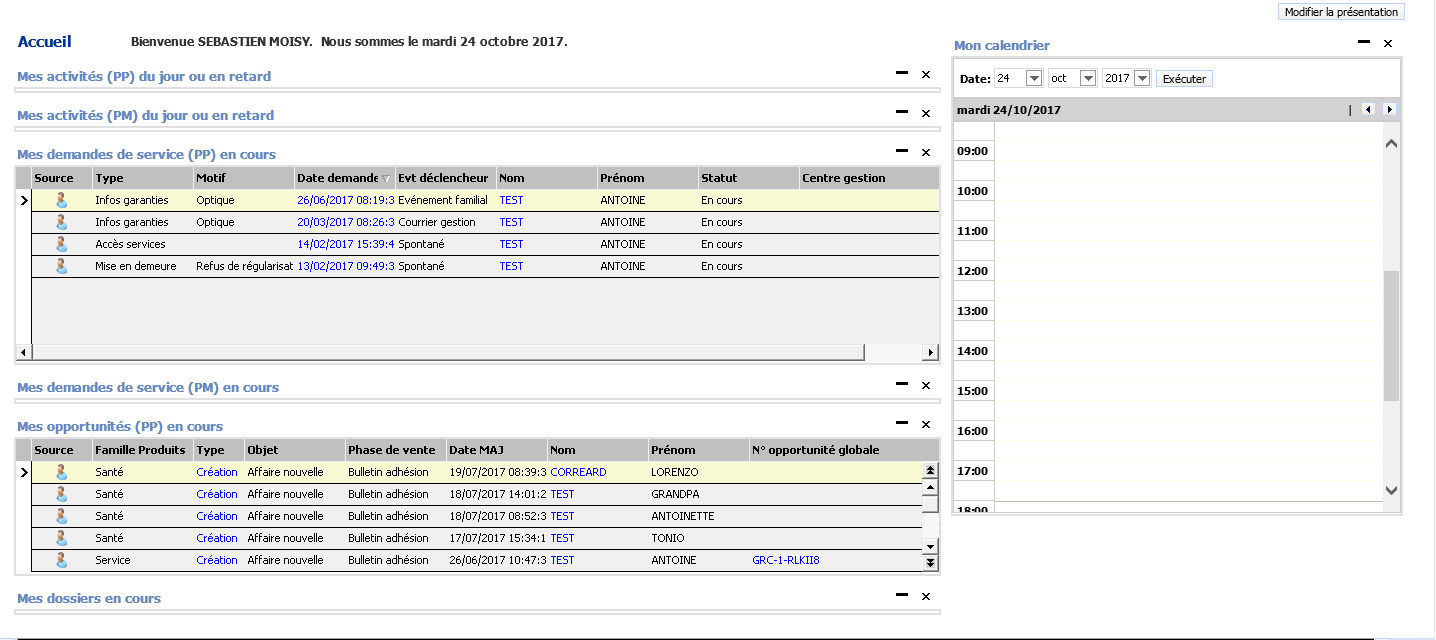 Modifier la présentation
Accueil Bienvenue SEBASTIEN MOISY. Nous sommes le mardi 24 octobre 2017.
Mes activités (PP) du jour ou en retard
Mes activités (PM) du jour ou en retard
Mes demandes de service (PP) en cours
Source Type Motif Date demande Evt déclencheur Nom Prénom Statut Centre gestion
Infos garanties Optique 26/06/2017 08:19:3 Evénement familial TEST ANTOINE En cours
Infos garanties Optique 20/03/2017 08:26:3 Courrier gestion TEST ANTOINE En cours
Accès services 14/02/2017 15:39:4 Spontané TEST ANTOINE En cours
Mise en demeure Refus de régularisat 13/02/2017 09:49:3 Spontané TEST ANTOINE En cours
Mes demandes de service (PM) en cours
Mes opportunités (PP) en cours
Source Famille Produits Type Objet Phase de vente Date MAJ Nom Prénom N° opportunité globale
Santé Création Affaire nouvelle Bulletin adhésion 19/07/2017 08:39:3 CORREARD LORENZO
Santé Création Affaire nouvelle Bulletin adhésion 18/07/2017 14:01:2 TEST GRANDPA
Santé Création Affaire nouvelle Bulletin adhésion 18/07/2017 08:52:3 TEST ANTOINETTE
Santé Création Affaire nouvelle Bulletin adhésion 17/07/2017 15:34:1 TEST TONIO
Service Création Affaire nouvelle Bulletin adhésion 26/06/2017 10:47:3 TEST ANTOINE GRC-1-RLKII8
Mes dossiers en cours
Mon calendrier
Date: 24 oct 2017 Exécuter
mardi 24/10/2017 |
09:00
10:00
11:00
12:00
13:00
14:00
15:00
16:00
17:00
18:00